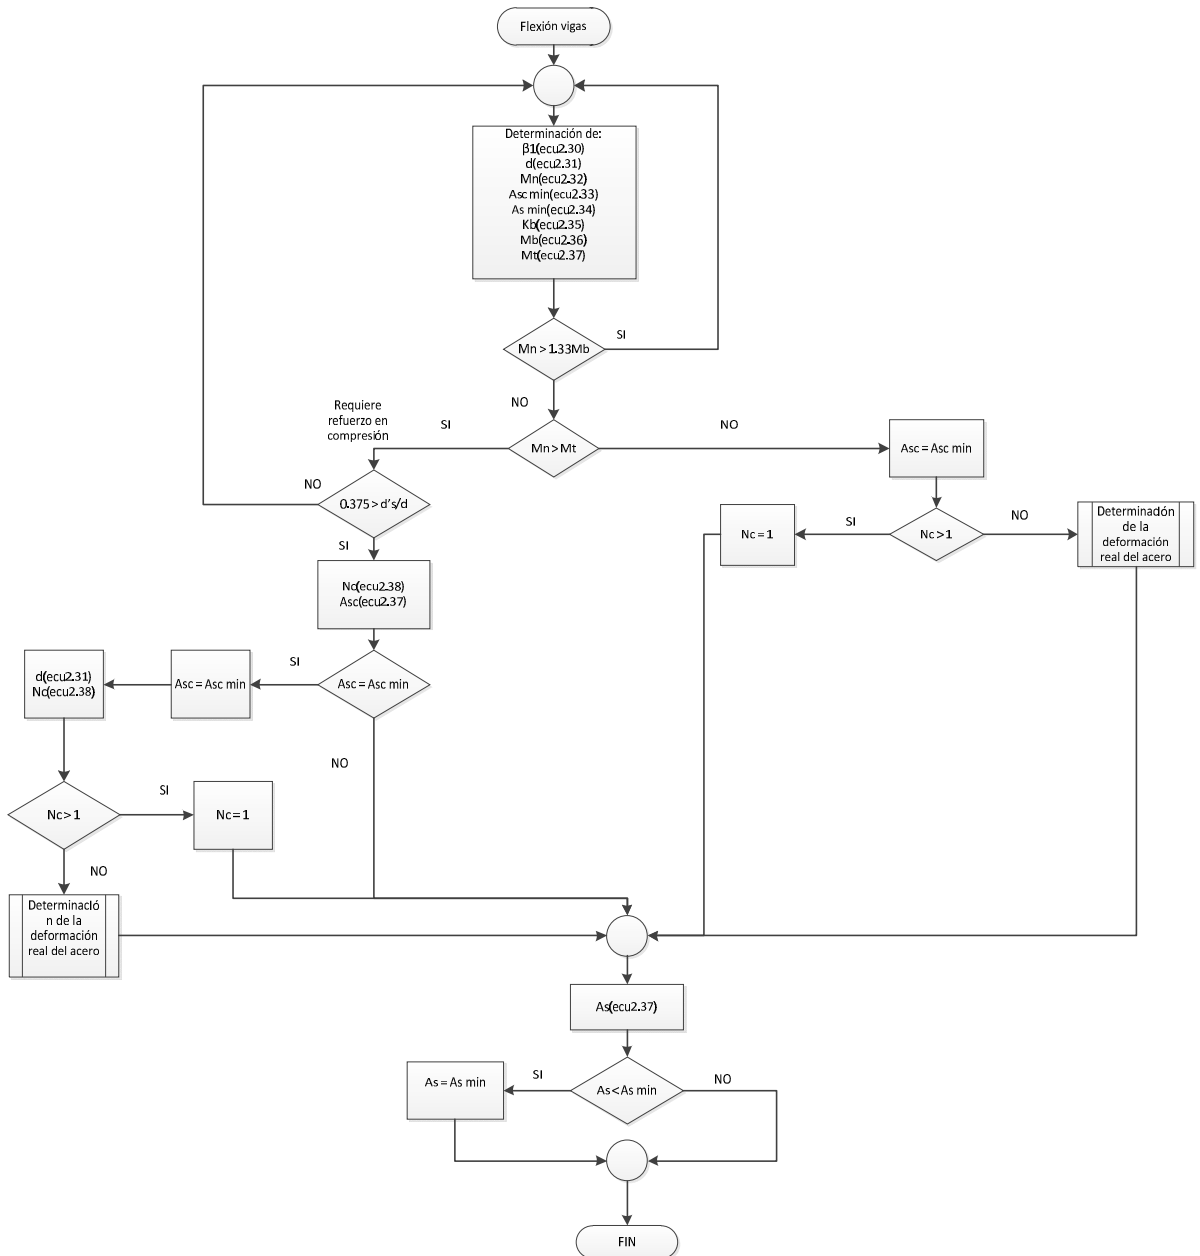 Flexión vigas
Determinación de:
β1(ecu2.30)
d(ecu2.31)
Mn(ecu2.32)
Asc min(ecu2.33)
As min(ecu2.34)
Kb(ecu2.35)
Mb(ecu2.36)
Mt(ecu2.37)
Mn > 1.33Mb
SI
NO
Mn > Mt
SI
NO
Requiere
refuerzo en
compresión
Asc = Asc min
0.375 > d's/d
NO
SI
Nc > 1
SI
NO
Nc = 1
Determinación
de la
deformación
real del acero
Nc(ecu2.38)
Asc(ecu2.37)
Asc = Asc min
SI
NO
Asc = Asc min
d(ecu2.31)
Nc(ecu2.38)
Nc > 1
SI
NO
Nc = 1
Determinació
n de la
deformación
real del acero
As(ecu2.37)
As < As min
SI
NO
As = As min
FIN